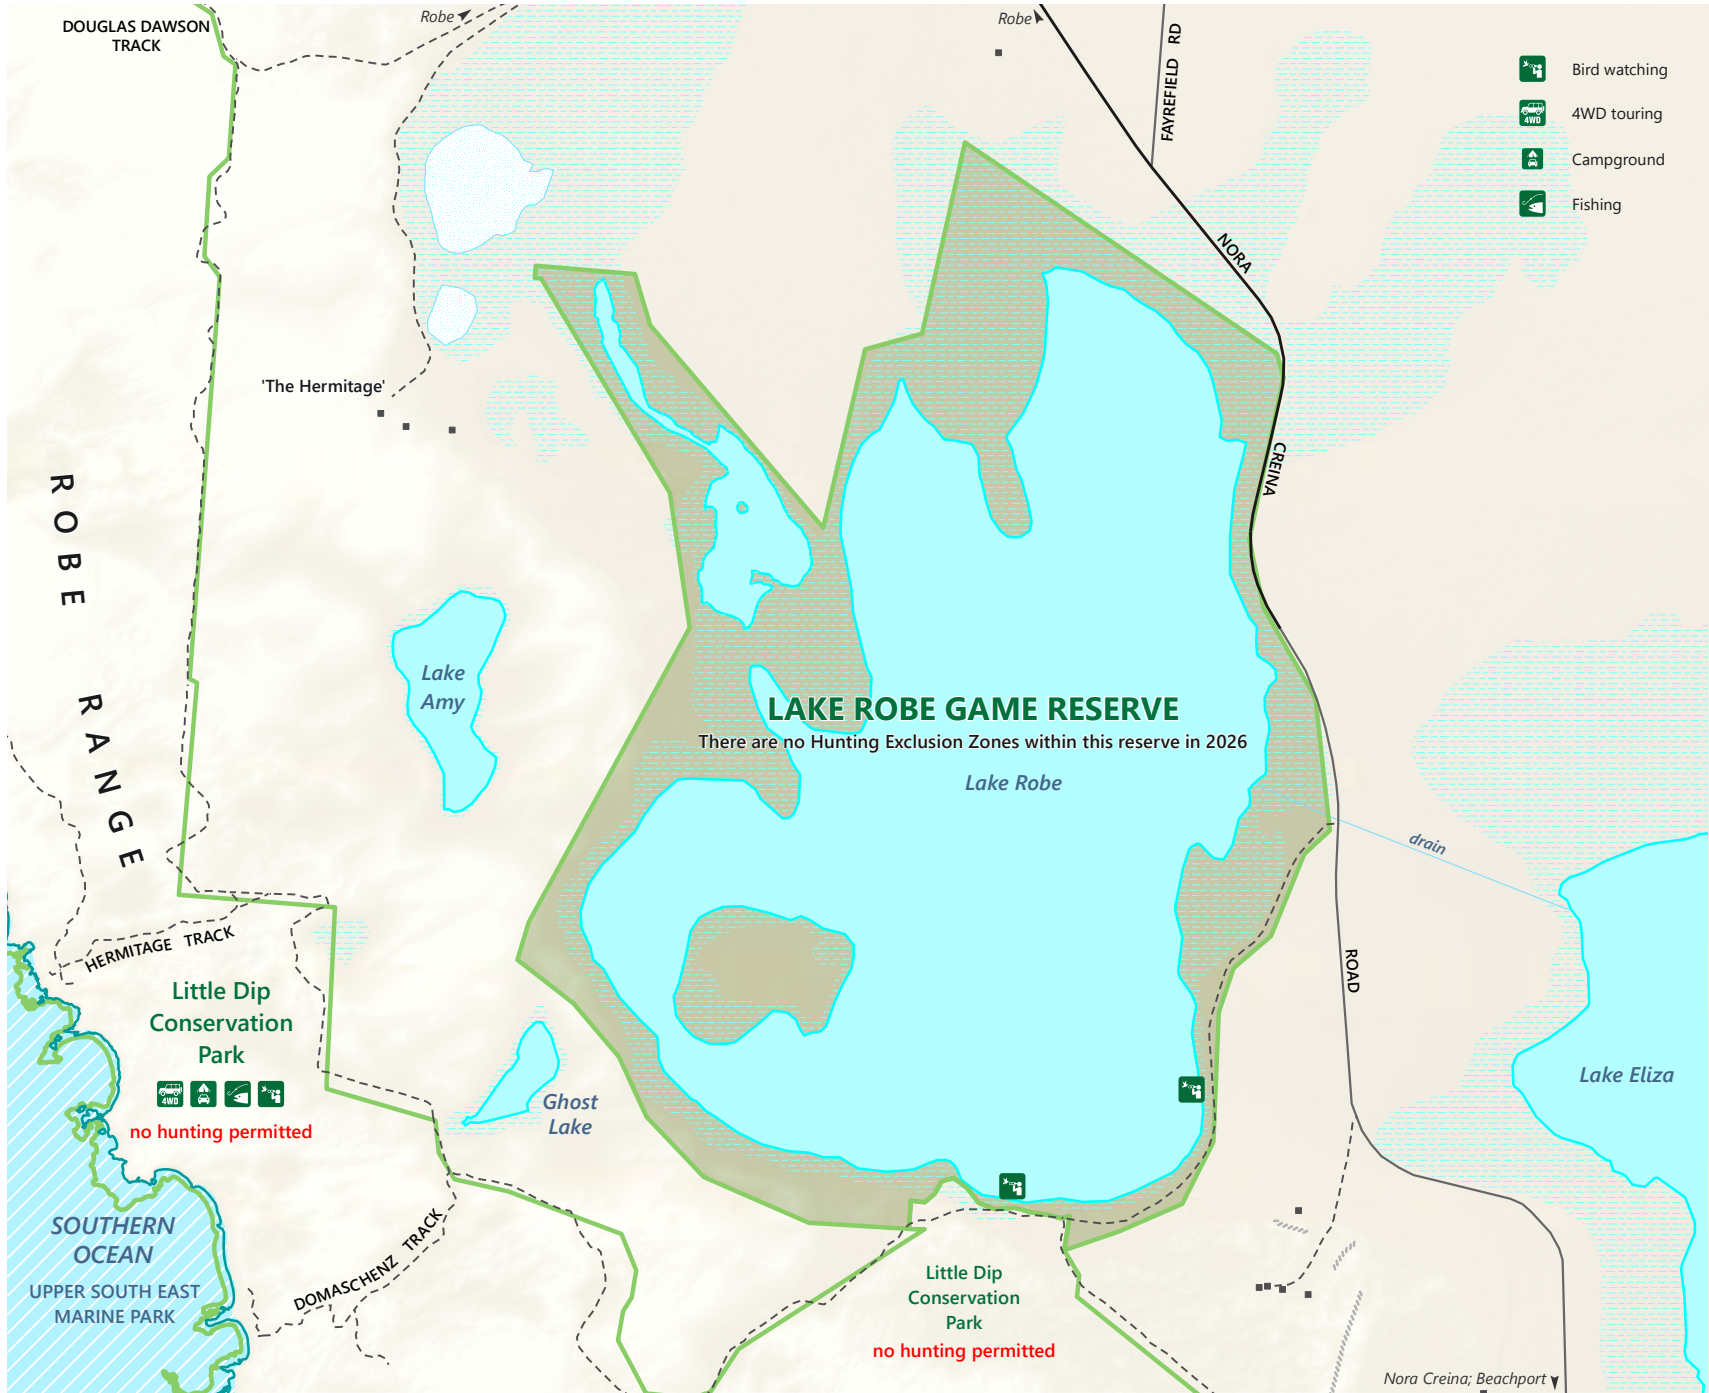 DOUGLAS DAWSON
TRACK
Robe
Robe
FAYREFIELD RD
Bird watching
4WD
4WD touring
Campground
Fishing
NORA
CREINA
ROAD
'The Hermitage'
ROBE
RANGE
Lake
Amy
LAKE ROBE GAME RESERVE
There are no Hunting Exclusion Zones within this reserve in 2026
Lake Robe
drain
HERMITAGE TRACK
Little Dip
Conservation
Park
4WD
no hunting permitted
Ghost
Lake
Lake Eliza
SOUTHERN
OCEAN
UPPER SOUTH EAST
MARINE PARK
DOMASCHENZ TRACK
Little Dip
Conservation
Park
no hunting permitted
Nora Creina; Beachport